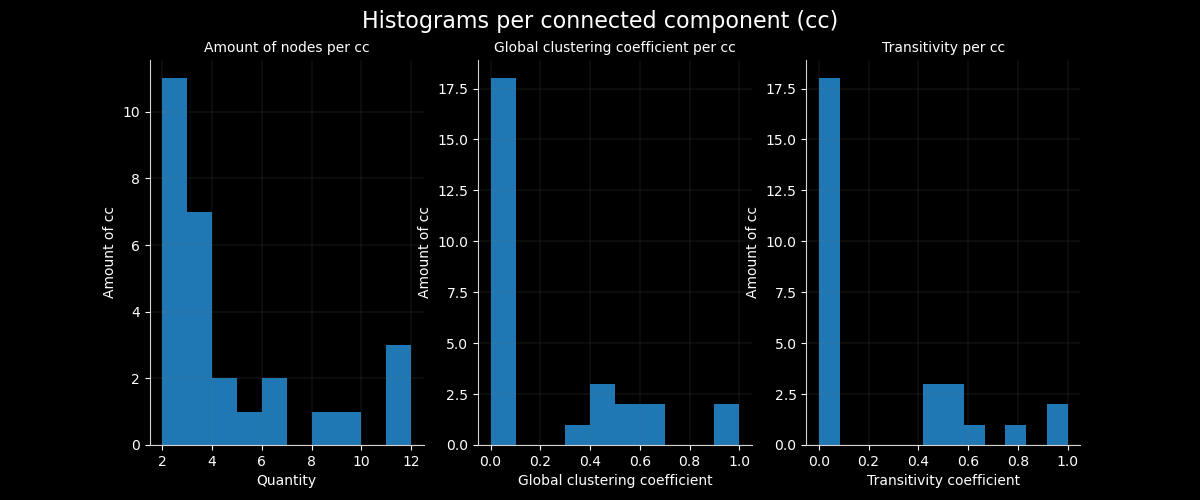 Histograms per connected component (cc)
Amount of nodes per cc
Amount of cc
10
8
6
4
2
0
2 4 6 8 10 12
Quantity
Global clustering coefficient per cc
Amount of cc
17.5
15.0
12.5
10.0
7.5
5.0
2.5
0.0
0.0 0.2 0.4 0.6 0.8 1.0
Global clustering coefficient
Transitivity per cc
Amount of cc
17.5
15.0
12.5
10.0
7.5
5.0
2.5
0.0
0.0 0.2 0.4 0.6 0.8 1.0
Transitivity coefficient